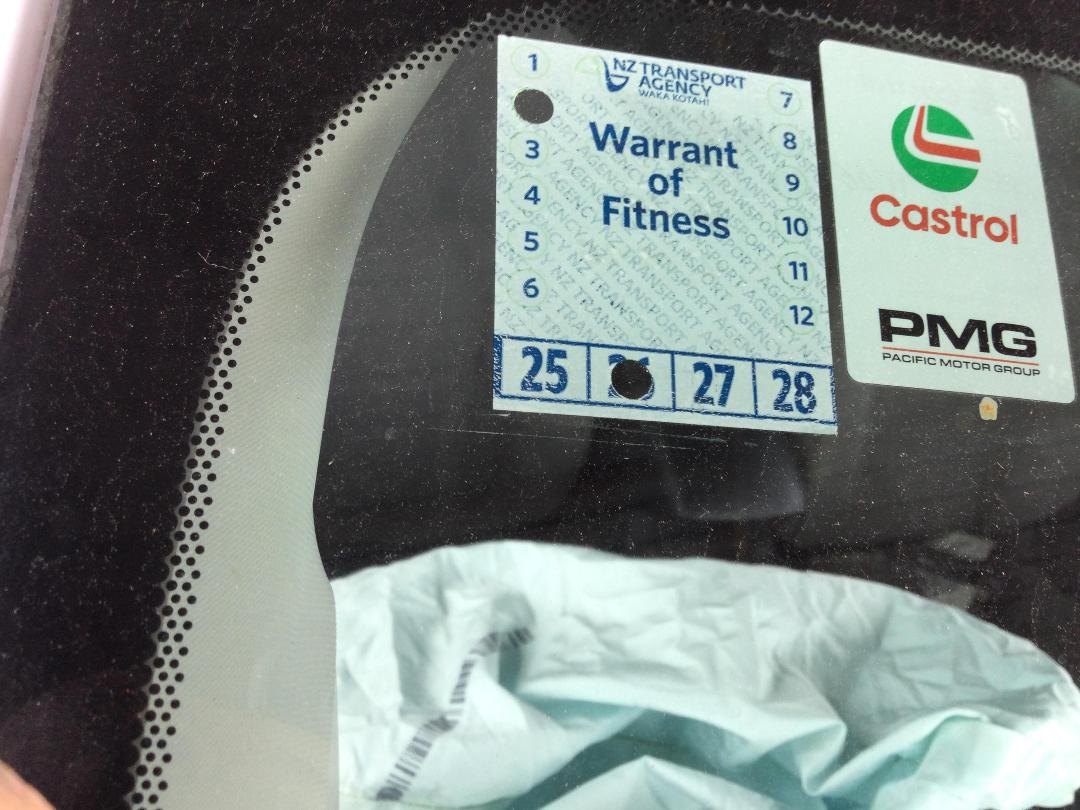 1
NZ TRANSPORT
AGENCY
WAKA KOTAHI
7
8
3
Warrant
of
Fitness
9
4
10
5
11
6
12
25
27
28
Castrol
PMG
PACIFIC MOTOR GROUP